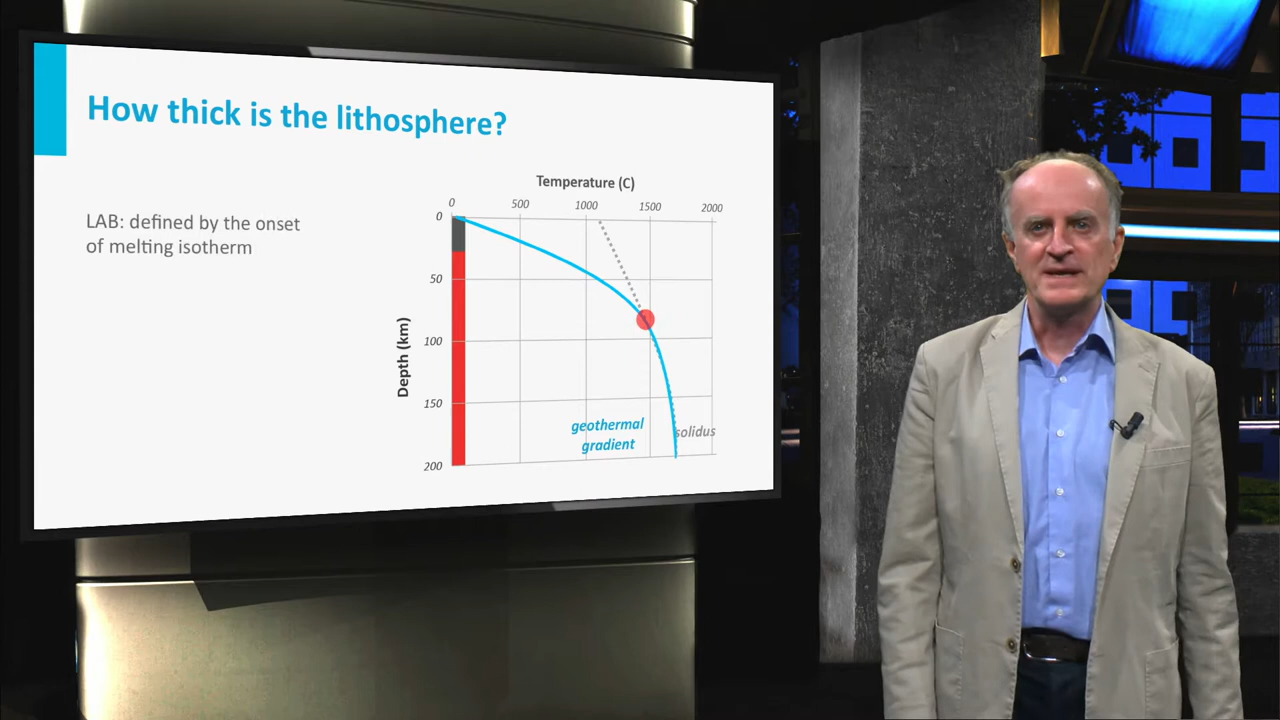 How thick is the lithosphere?
LAB: defined by the onset
of melting isotherm
Temperature (C)
0 500 1000 1500 2000
0
50
100
150
200
Depth (km)
geothermal
gradient
solidus